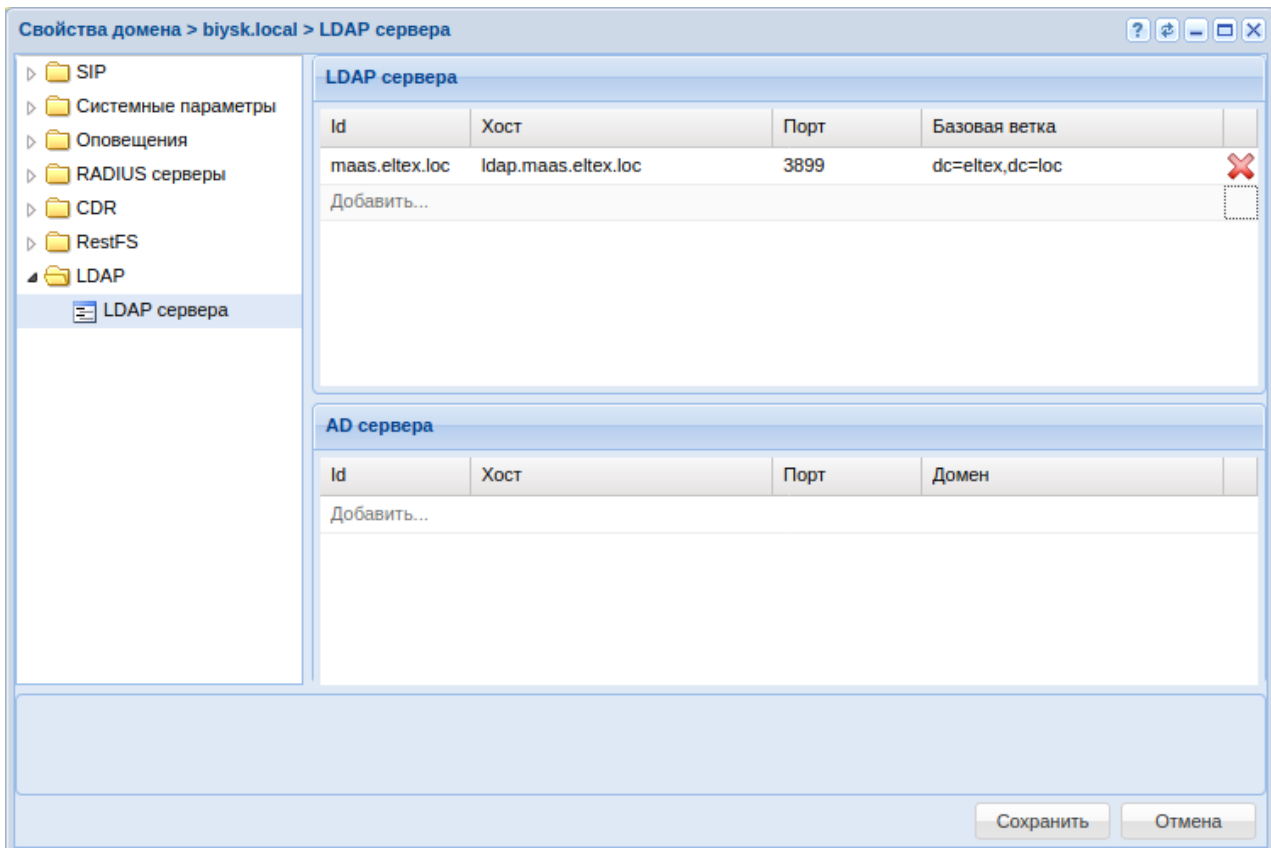 Свойства домена > biysk.local > LDAP сервера
SIP
Системные параметры
Оповещения
RADIUS серверы
CDR
RestFS
LDAP
LDAP сервера
LDAP сервера
Id Хост Порт Базовая ветка
maas.eltex.loc ldap.maas.eltex.loc 3899 dc=eltex,dc=loc
Добавить...
AD сервера
Id Хост Порт Домен
Добавить...
Сохранить Отмена